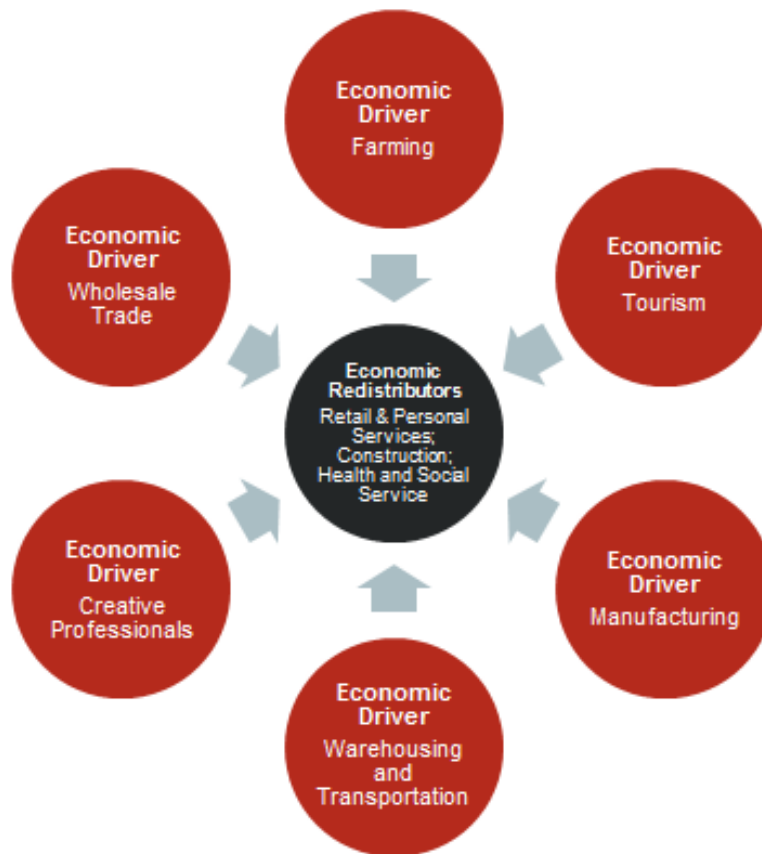 Economic
Driver
Farming
Economic
Driver
Tourism
Economic
Driver
Manufacturing
Economic
Driver
Warehousing
and
Transportation
Economic
Driver
Creative
Professionals
Economic
Driver
Wholesale
Trade
Economic
Redistributors
Retail & Personal
Services;
Construction;
Health and Social
Service